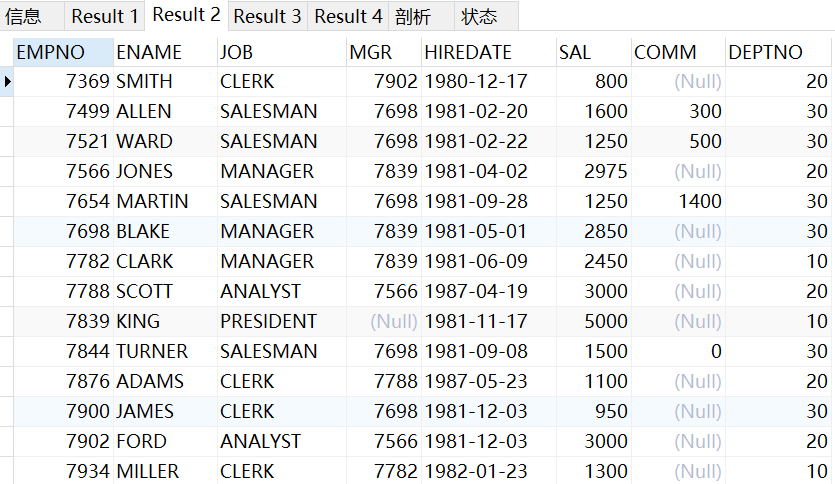 信息 Result 1 Result 2 Result 3 Result 4 剖析 状态
EMPNO ENAME JOB MGR HIREDATE SAL COMM DEPTNO
7369 SMITH CLERK 7902 1980-12-17 800 (Null) 20
7499 ALLEN SALESMAN 7698 1981-02-20 1600 300 30
7521 WARD SALESMAN 7698 1981-02-22 1250 500 30
7566 JONES MANAGER 7839 1981-04-02 2975 (Null) 20
7654 MARTIN SALESMAN 7698 1981-09-28 1250 1400 30
7698 BLAKE MANAGER 7839 1981-05-01 2850 (Null) 30
7782 CLARK MANAGER 7839 1981-06-09 2450 (Null) 10
7788 SCOTT ANALYST 7566 1987-04-19 3000 (Null) 20
7839 KING PRESIDENT (Null) 1981-11-17 5000 (Null) 10
7844 TURNER SALESMAN 7698 1981-09-08 1500 0 30
7876 ADAMS CLERK 7788 1987-05-23 1100 (Null) 20
7900 JAMES CLERK 7698 1981-12-03 950 (Null) 30
7902 FORD ANALYST 7566 1981-12-03 3000 (Null) 20
7934 MILLER CLERK 7782 1982-01-23 1300 (Null) 10